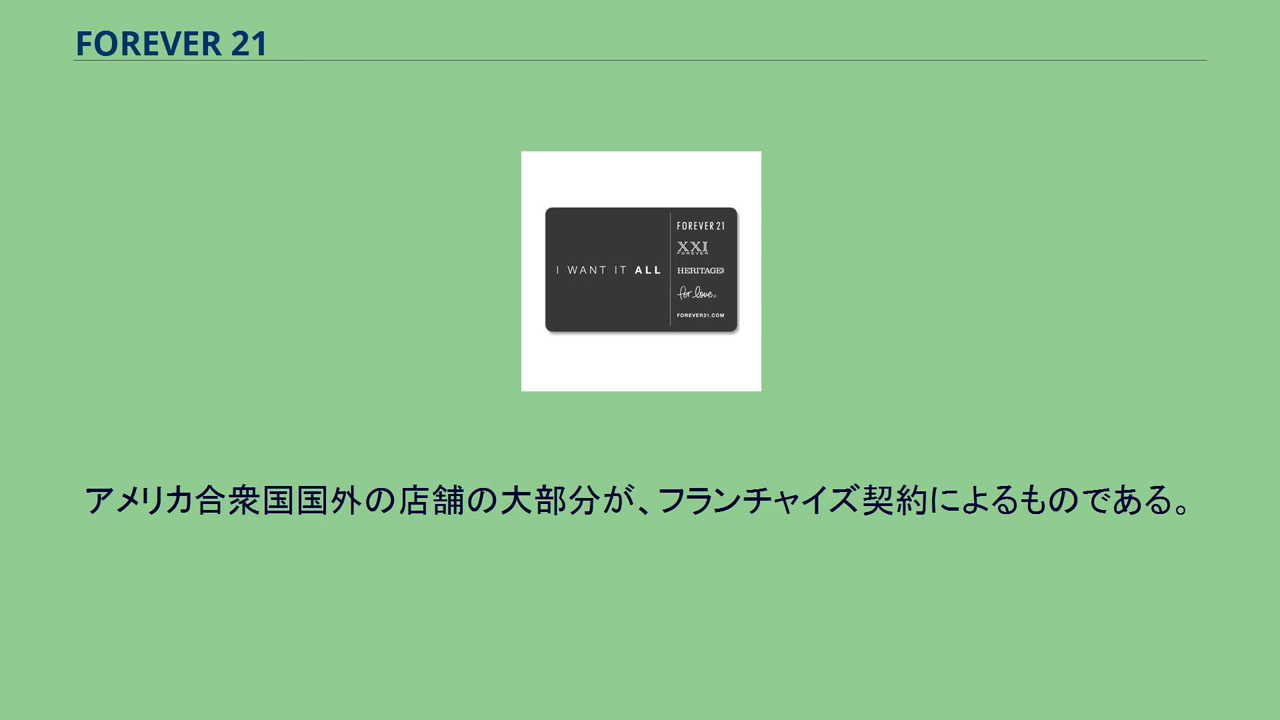 FOREVER 21
I WANT IT ALL
FOREVER 21
XXI
FOREVER
HERITAGE
for love
FOREVER21.COM
アメリカ合衆国国外の店舗の大部分が、フランチャイズ契約によるものである。